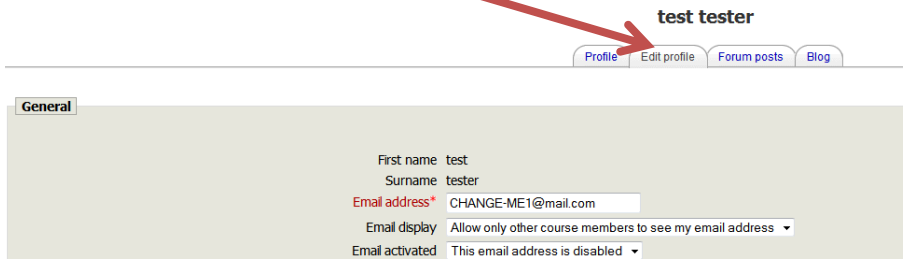 test tester
Profile Edit profile Forum posts Blog
General
First name test
Surname tester
Email address* CHANGE-ME1@mail.com
Email display Allow only other course members to see my email address
Email activated This email address is disabled